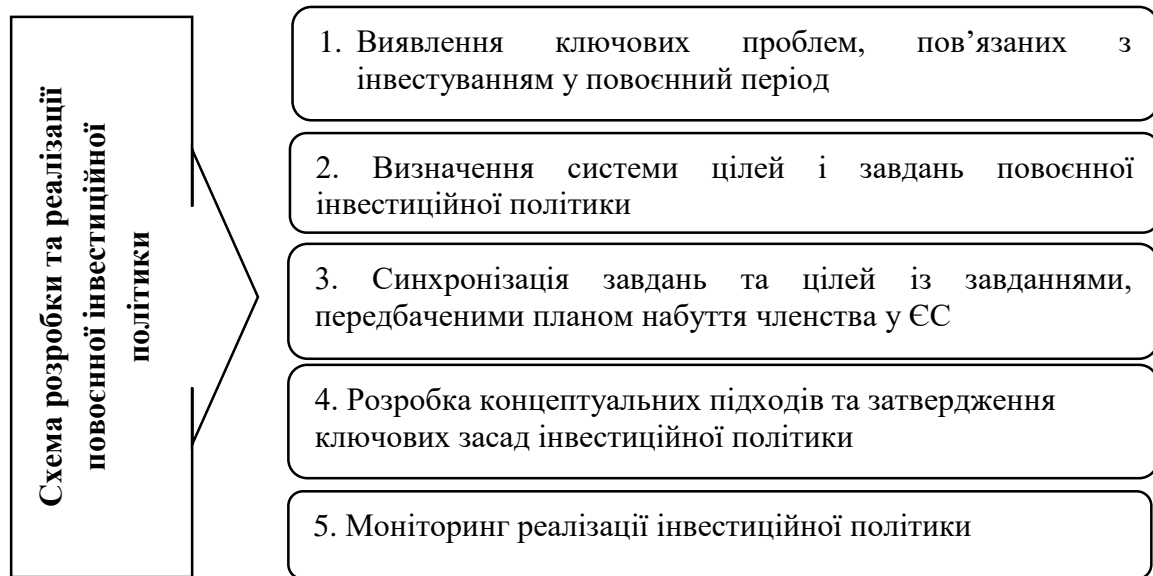 Схема розробки та реалізації
повоєнної інвестиційної
політики
1. Виявлення ключових проблем, пов’язаних з
інвестуванням у повоєнний період
2. Визначення системи цілей і завдань повоєнної
інвестиційної політики
3. Синхронізація завдань та цілей із завданнями,
передбаченими планом набуття членства у ЄС
4. Розробка концептуальних підходів та затвердження
ключових засад інвестиційної політики
5. Моніторинг реалізації інвестиційної політики